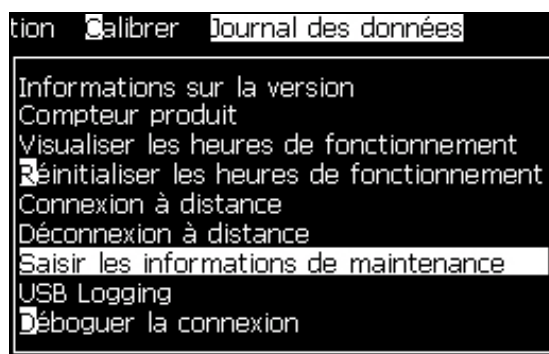 tion Calibrer Journal des données
Informations sur la version
Compteur produit
Visualiser les heures de fonctionnement
Réinitialiser les heures de fonctionnement
Connexion à distance
Déconnexion à distance
Saisir les informations de maintenance
USB Logging
Déboguer la connexion